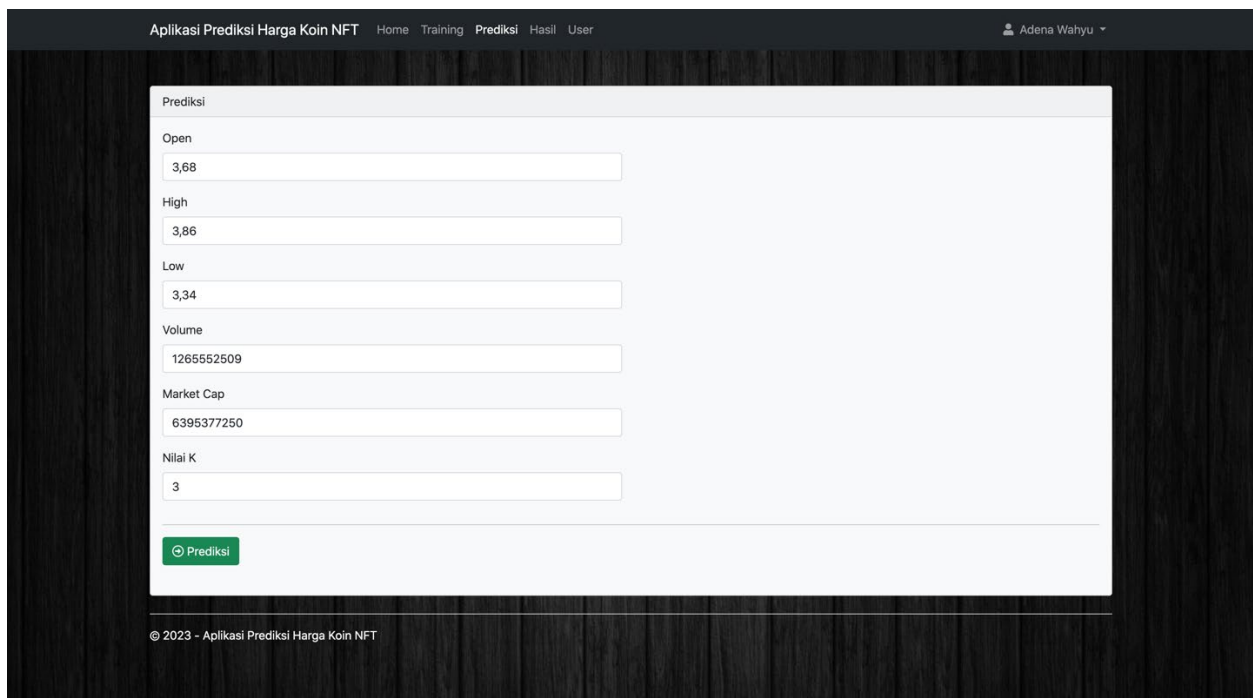 Aplikasi Prediksi Harga Koin NFT Home Training Prediksi Hasil User Adena Wahyu
Prediksi
Open
3,68
High
3,86
Low
3,34
Volume
1265552509
Market Cap
6395377250
Nilai K
3
Prediksi
© 2023 - Aplikasi Prediksi Harga Koin NFT